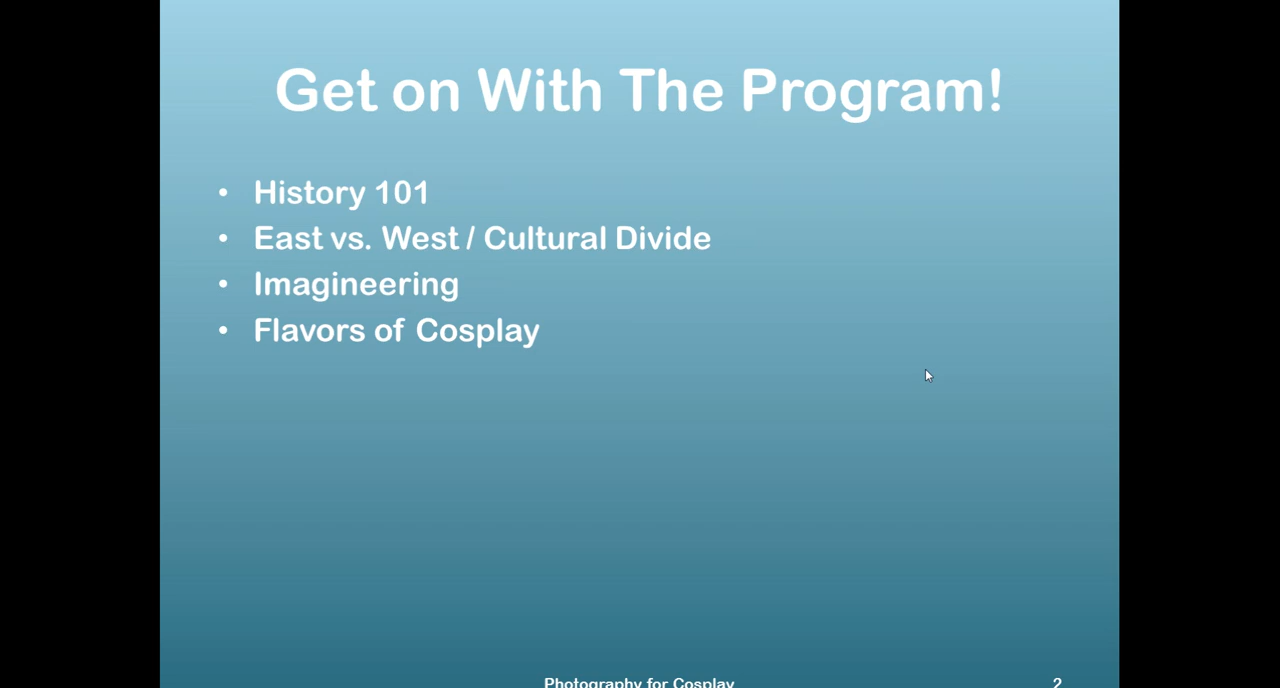 Get on With The Program!
• History 101
• East vs. West / Cultural Divide
• Imagineering
• Flavors of Cosplay
Photography for Cosplay
2